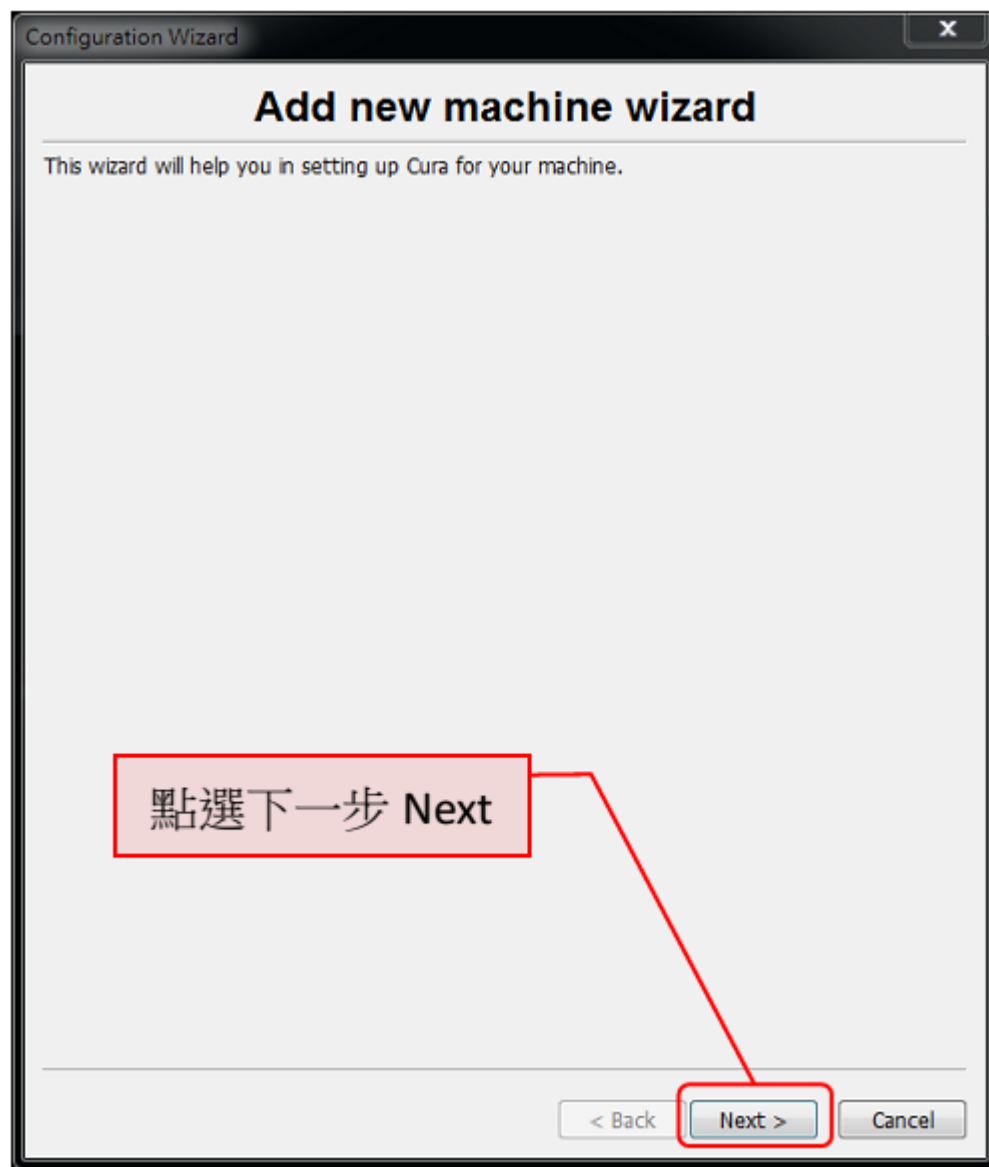 Configuration Wizard
x
Add new machine wizard
This wizard will help you in setting up Cura for your machine.
點選下一步 Next
< Back
Next >
Cancel